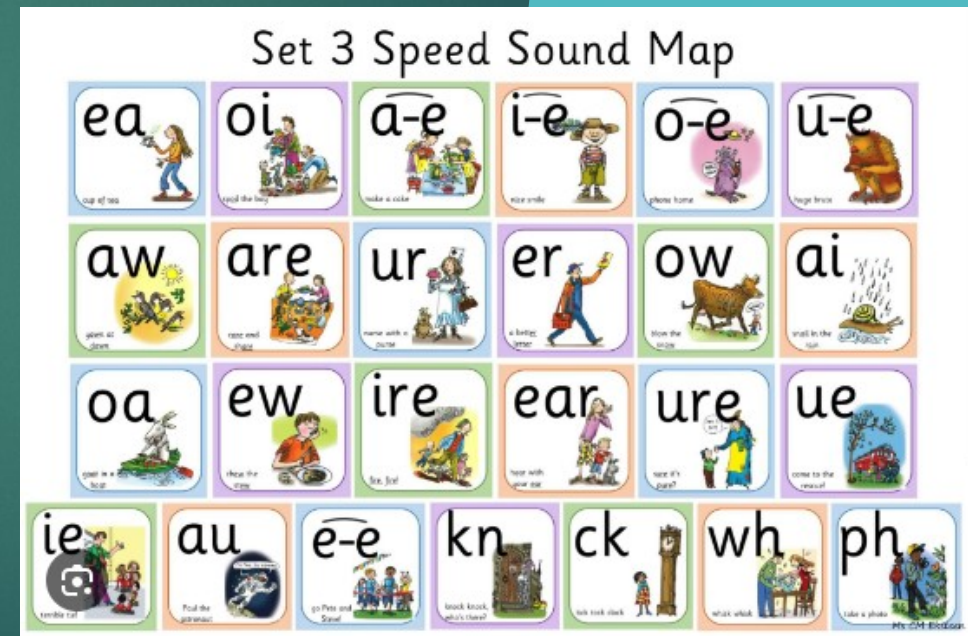 Set 3 Speed Sound Map
ea
cup of tea
oi
spoil the boy
a-e
make a cake
i-e
nice smile
o-e
phone home
u-e
huge brute
aw
yawn at
dawn
are
care and
share
ur
nurse with a
purse
er
a better
letter
ow
ai
snail in the
rain
oa
goat in a
boat
ew
chew the
stew
ire
fire, fire!
ear
hear with
your ear
ure
sure it's
pure?
ue
come to the
rescue!
ie
terrible tie!
au
Paul the
astronaut
e-e
go Pete and
Steve!
kn
knock knock,
who's there?
ck
tick tock clock
wh
whisk whisk
ph
take a photo